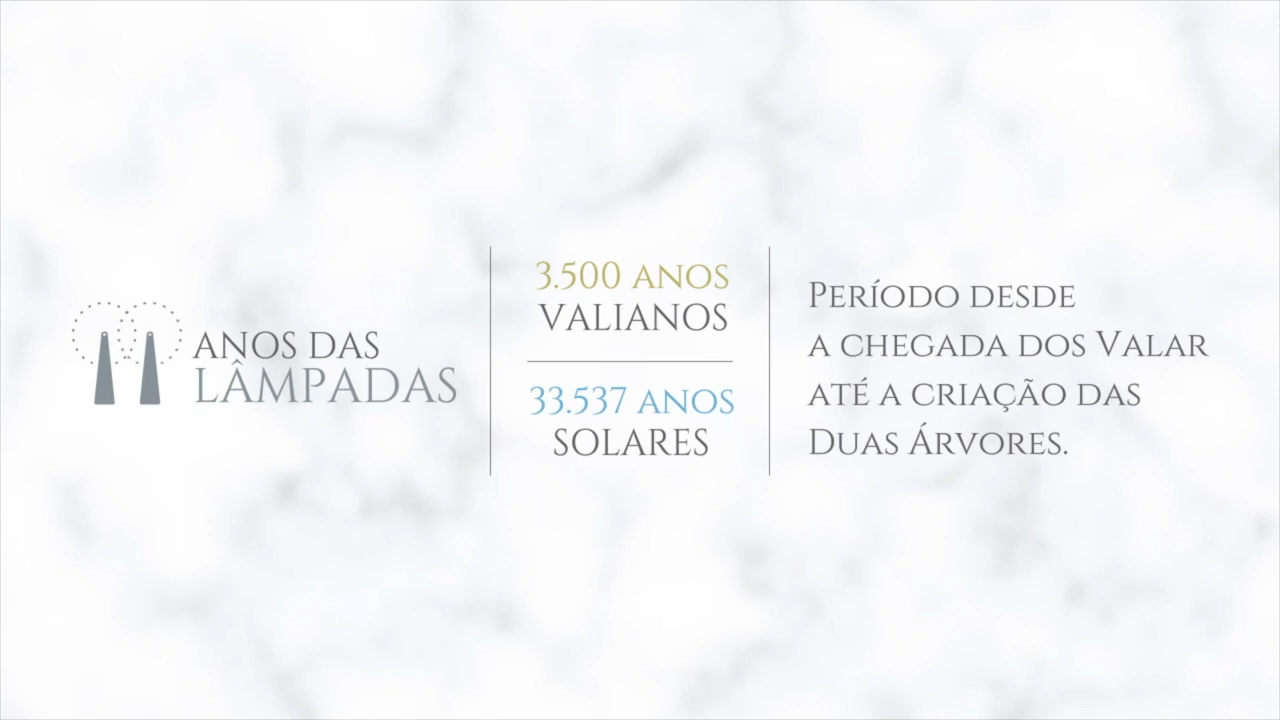 ANOS DAS
LÂMPADAS
3.500 ANOS
VALIANOS
33.537 ANOS
SOLARES
Período desde
a chegada dos Valar
até a criação das
Duas Árvores.